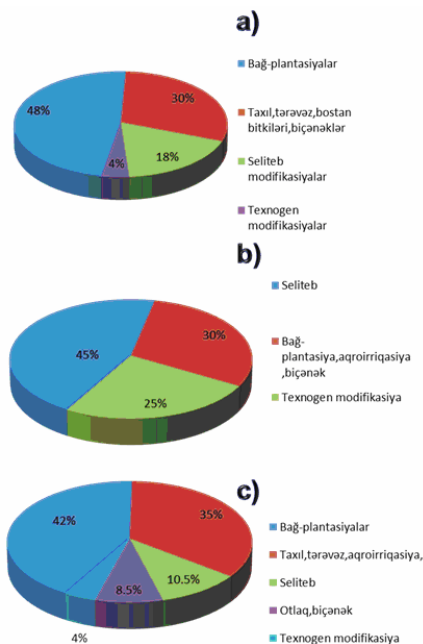 a)
48%
30%
18%
4%
Bağ-plantasiyalar
Taxıl,tərəvəz,bostan
bitkiləri,biçənəklər
Seliteb
modifikasiyalar
Texnogen
modifikasiyalar
b)
45%
30%
25%
Seliteb
Bağ-
plantasiya,aqroirriqasiya
,biçənək
Texnogen modifikasiya
c)
42%
35%
10.5%
8.5%
4%
Bağ-plantasiyalar
Taxıl,tərəvəz,aqroirriqasiya,
Seliteb
Otlaq,biçənək
Texnogen modifikasiya